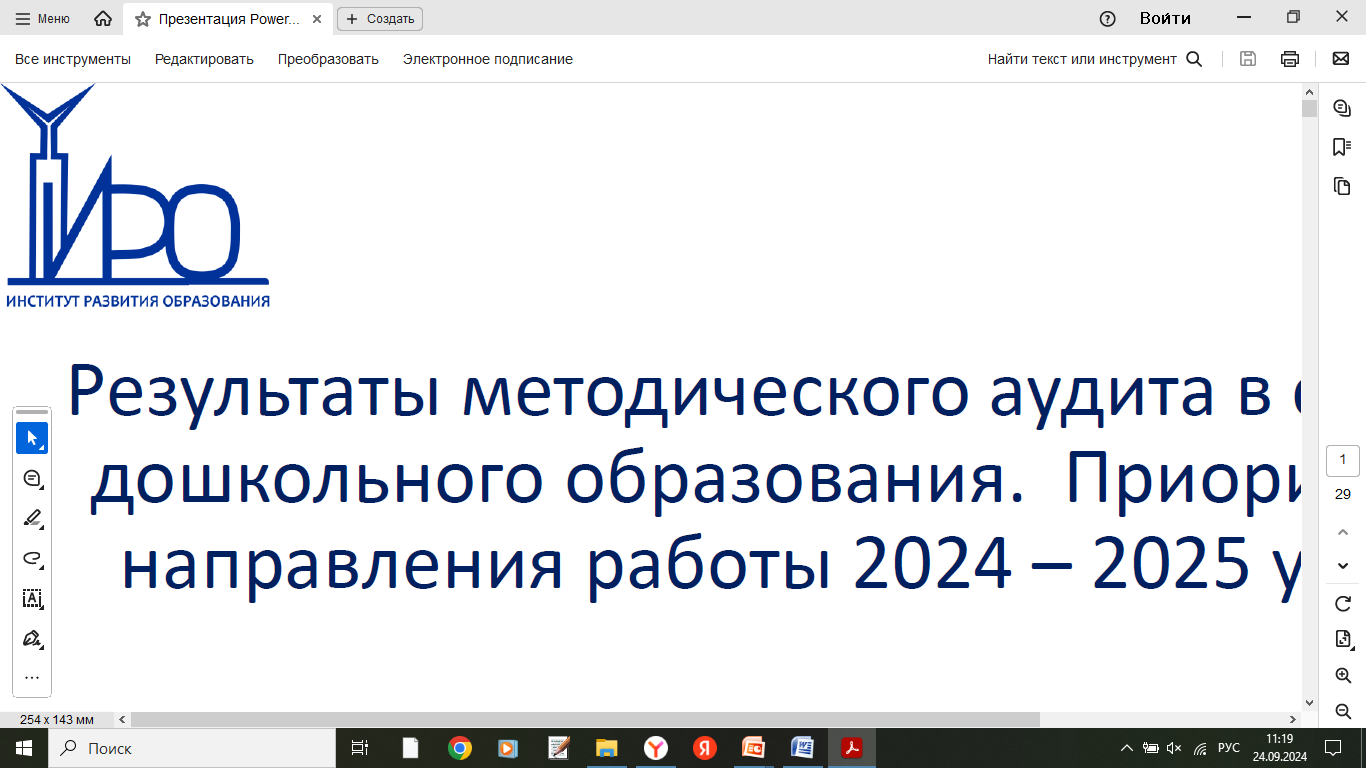 Меню
Презентация Power...
Создать
Войти
Все инструменты
Редактировать
Преобразовать
Электронное подписание
Найти текст или инструмент
ИРО
ИНСТИТУТ РАЗВИТИЯ ОБРАЗОВАНИЯ
Результаты методического аудита в
дошкольного образования. Приори
направления работы 2024 – 2025 у
1
29
254 x 143 мм
Поиск
РУС
11:19
24.09.2024